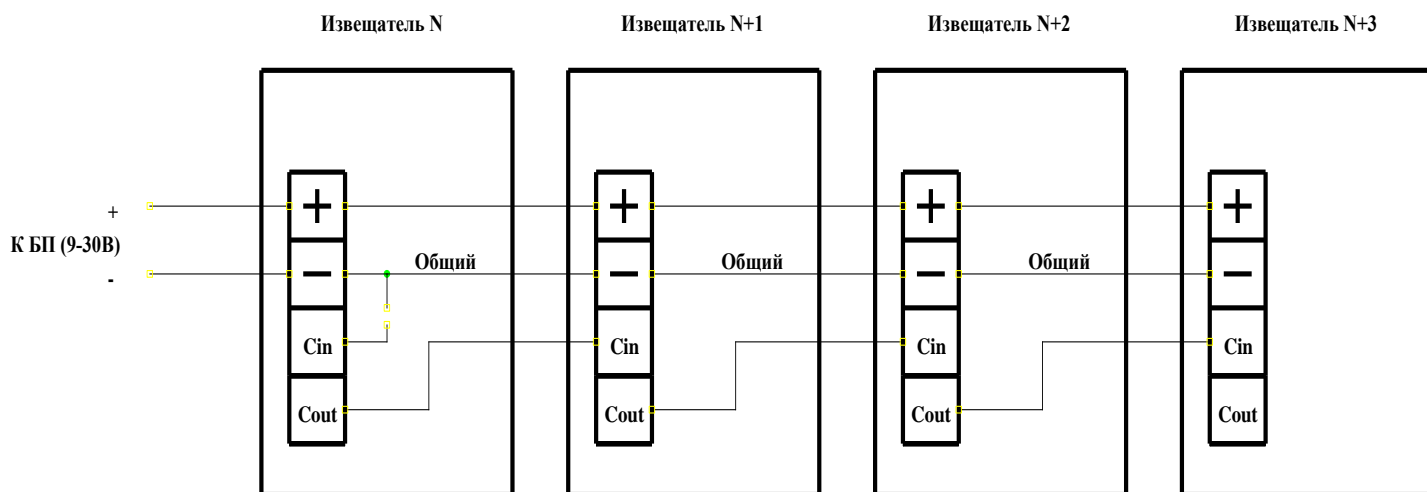 Извещатель N
Извещатель N+1
Извещатель N+2
Извещатель N+3
+
К БП (9-30В)
-
+
−
Cin
Cout
Общий
+
−
Cin
Cout
Общий
+
−
Cin
Cout
Общий
+
−
Cin
Cout